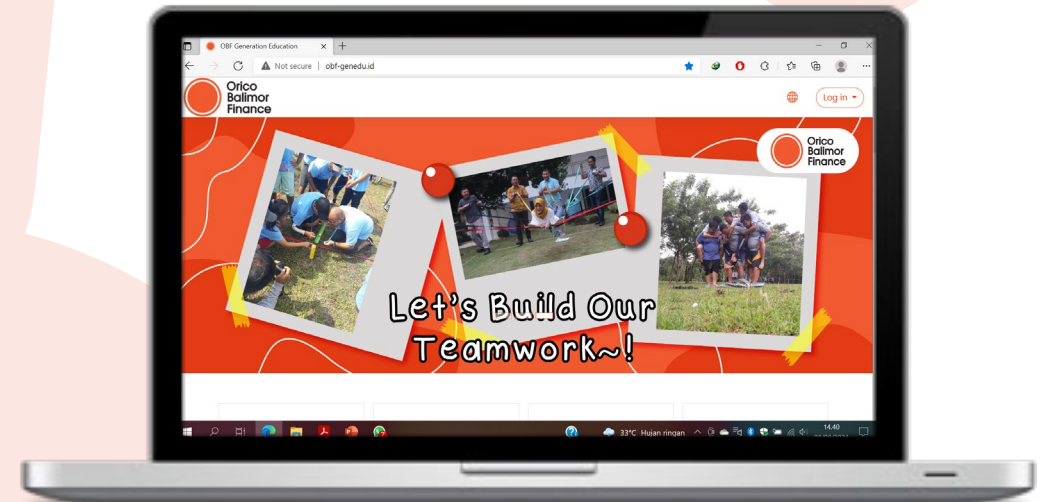 OBF Generation Education
Not secure | obf-genedu.id
Orico
Balimor
Finance
Log in
Orico
Balimor
Finance
Let's Build Our
Teamwork~!
33°C Hujan ringan
14.40